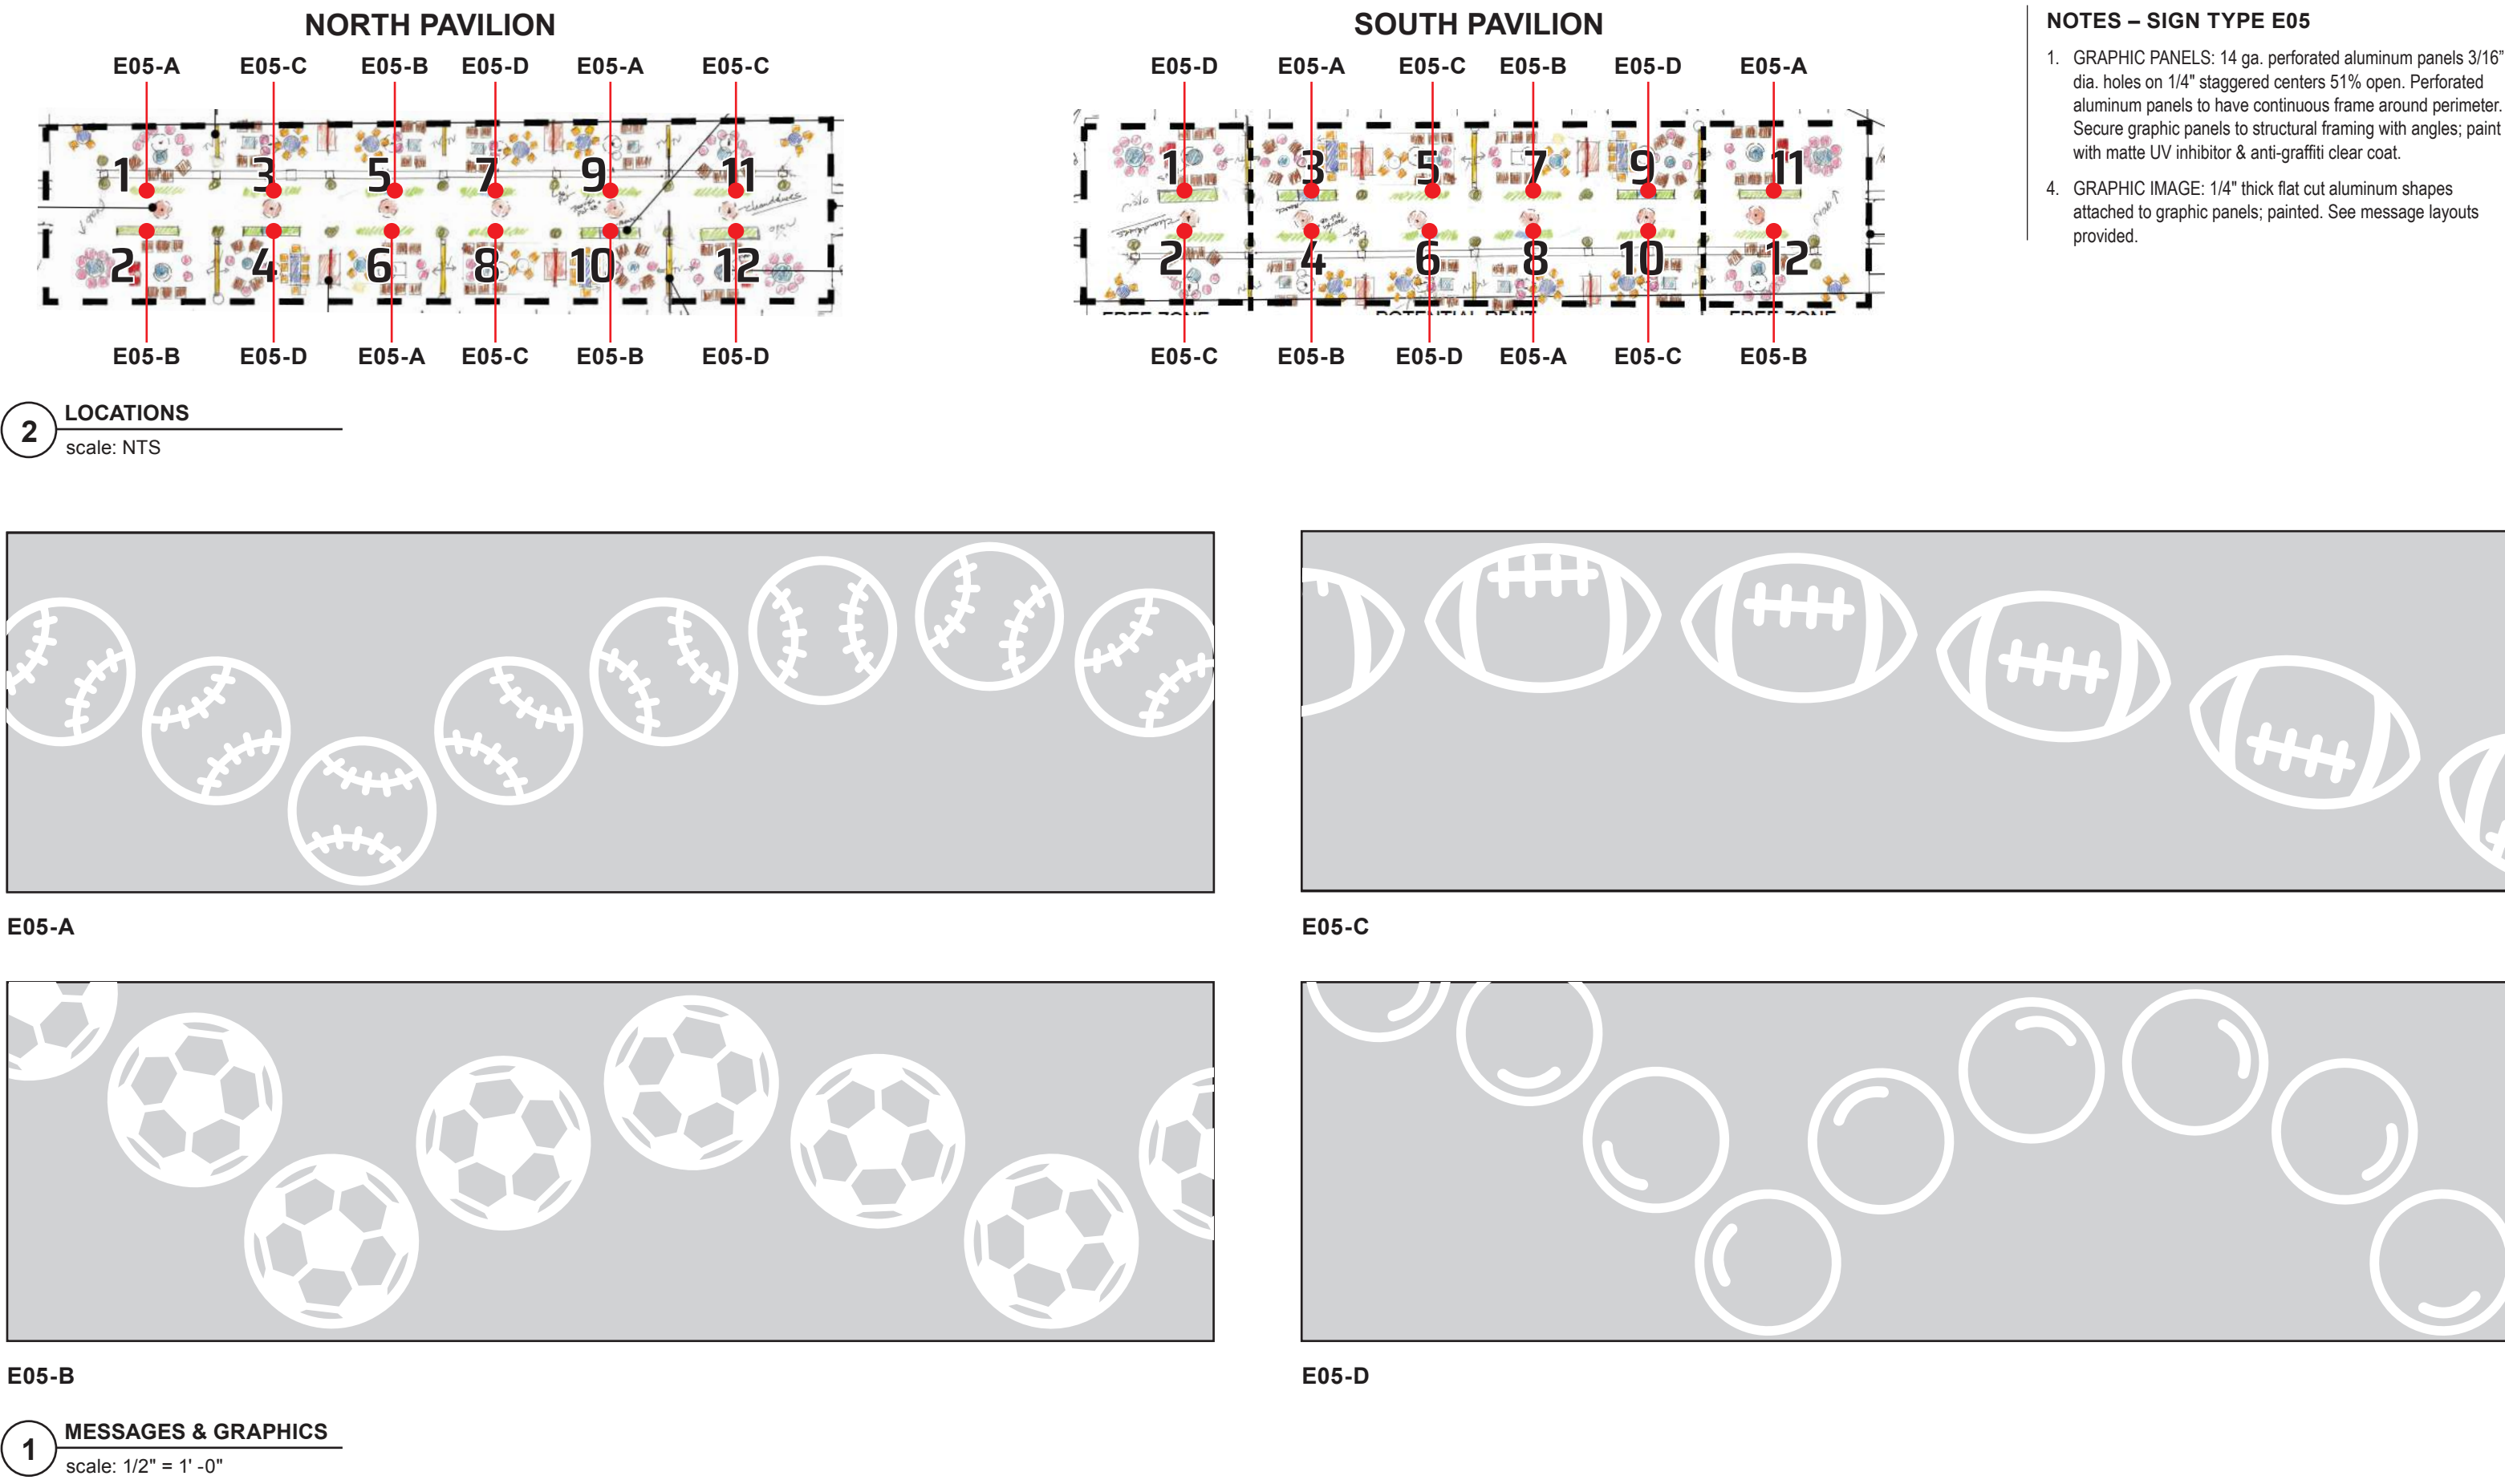 NORTH PAVILION
E05-A E05-C E05-B E05-D E05-A E05-C
1 3 5 7 9 11
2 4 6 8 10 12
E05-B E05-D E05-A E05-C E05-B E05-D
SOUTH PAVILION
E05-D E05-A E05-C E05-B E05-D E05-A
1 3 5 7 9 11
2 4 6 8 10 12
FREE ZONE POTENTIAL RENT FREE ZONE
E05-C E05-B E05-D E05-A E05-C E05-B
NOTES – SIGN TYPE E05
1. GRAPHIC PANELS: 14 ga. perforated aluminum panels 3/16"
dia. holes on 1/4" staggered centers 51% open. Perforated
aluminum panels to have continuous frame around perimeter.
Secure graphic panels to structural framing with angles; paint
with matte UV inhibitor & anti-graffiti clear coat.
4. GRAPHIC IMAGE: 1/4" thick flat cut aluminum shapes
attached to graphic panels; painted. See message layouts
provided.
2 LOCATIONS
scale: NTS
E05-A
E05-C
E05-B
E05-D
1 MESSAGES & GRAPHICS
scale: 1/2" = 1' -0"